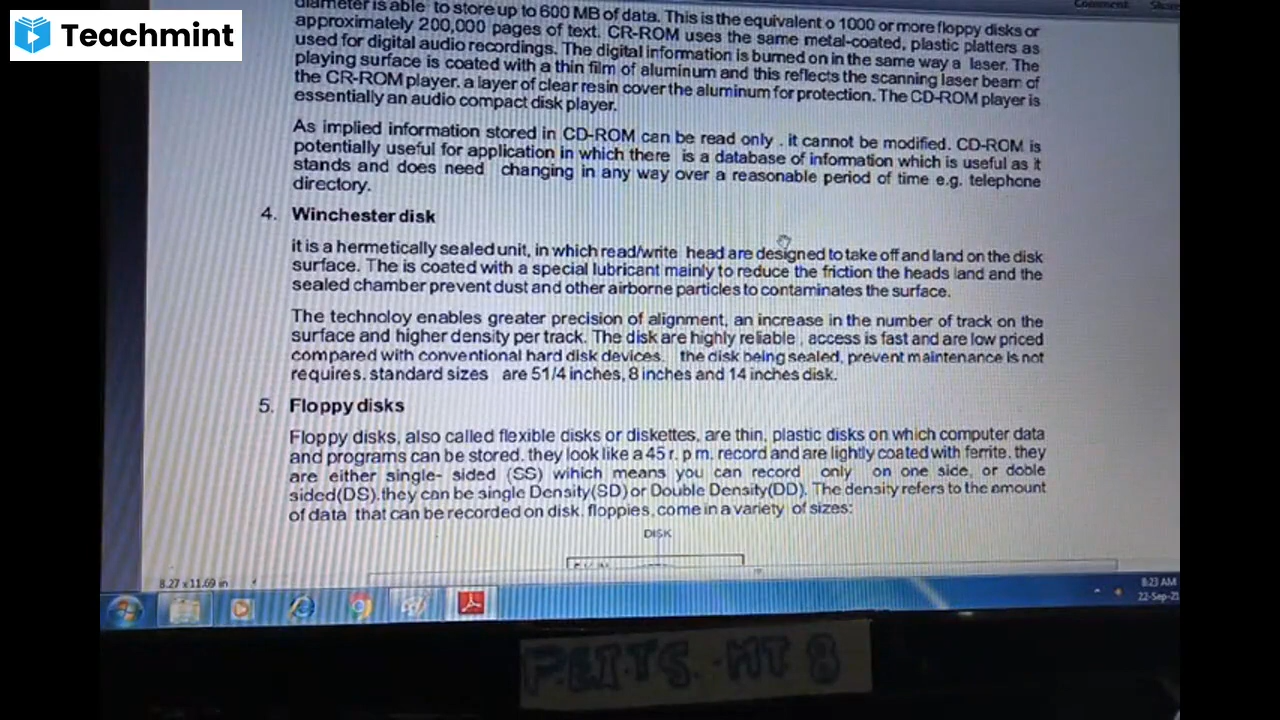 Teachmint
Comment Share
diameter is able to store up to 600 MB of data. This is the equivalent o 1000 or more floppy disks or
approximately 200,000 pages of text. CR-ROM uses the same metal-coated, plastic platters as
used for digital audio recordings. The digital information is burned on in the same way a laser. The
playing surface is coated with a thin film of aluminum and this reflects the scanning laser beam of
the CR-ROM player. a layer of clear resin cover the aluminum for protection. The CD-ROM player is
essentially an audio compact disk player.
As implied information stored in CD-ROM can be read only . it cannot be modified. CD-ROM is
potentially useful for application in which there is a database of information which is useful as it
stands and does need changing in any way over a reasonable period of time e.g. telephone
directory.
4. Winchester disk
it is a hermetically sealed unit, in which read/write head are designed to take off and land on the disk
surface. The is coated with a special lubricant mainly to reduce the friction the heads land and the
sealed chamber prevent dust and other airborne particles to contaminates the surface.
The technoloy enables greater precision of alignment, an increase in the number of track on the
surface and higher density per track. The disk are highly reliable , access is fast and are low priced
compared with conventional hard disk devices. the disk being sealed, prevent maintenance is not
requires. standard sizes are 51/4 inches, 8 inches and 14 inches disk.
5. Floppy disks
Floppy disks, also called flexible disks or diskettes, are thin, plastic disks on which computer data
and programs can be stored. they look like a 45 r. p m. record and are lightly coated with ferrite. they
are either single- sided (SS) wihich means you can record only on one side, or doble
sided(DS).they can be single Density(SD) or Double Density(DD). The density refers to the amount
of data that can be recorded on disk. floppies, come in a variety of sizes:
DISK
8.27 x 11.69 in
8:23 AM
22-Sep-21
MT 8